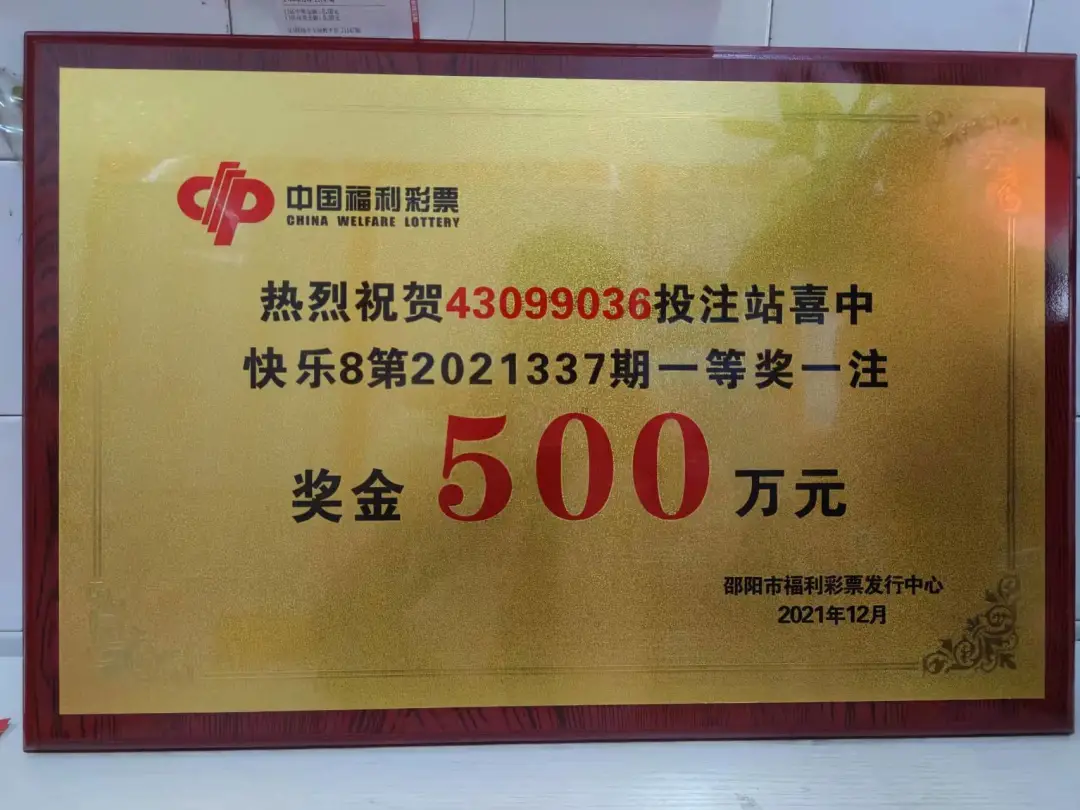 中国福利彩票
CHINA WELFARE LOTTERY
热烈祝贺43099036投注站喜中
快乐8第2021337期一等奖一注
奖金500万元
邵阳市福利彩票发行中心
2021年12月